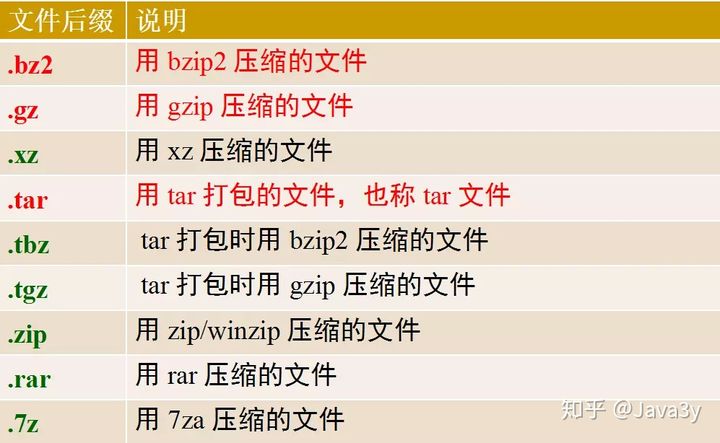 文件后缀 说明
.bz2 用 bzip2 压缩的文件
.gz 用 gzip 压缩的文件
.xz 用 xz 压缩的文件
.tar 用 tar 打包的文件，也称 tar 文件
.tbz tar 打包时用 bzip2 压缩的文件
.tgz tar 打包时用 gzip 压缩的文件
.zip 用 zip/winzip 压缩的文件
.rar 用 rar 压缩的文件
.7z 用 7za 压缩的文件
知乎 @Java3y